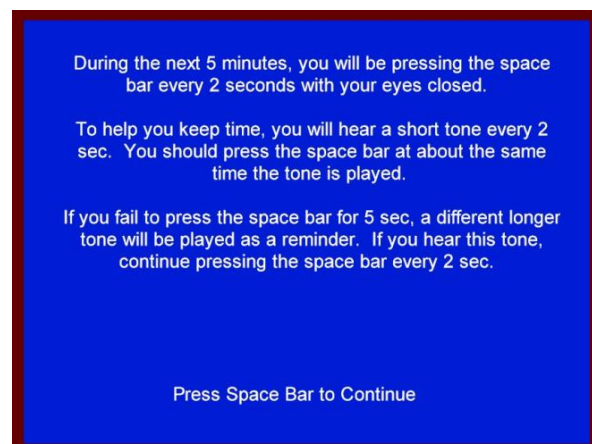 During the next 5 minutes, you will be pressing the space
bar every 2 seconds with your eyes closed.
To help you keep time, you will hear a short tone every 2
sec. You should press the space bar at about the same
time the tone is played.
If you fail to press the space bar for 5 sec, a different longer
tone will be played as a reminder. If you hear this tone,
continue pressing the space bar every 2 sec.
Press Space Bar to Continue